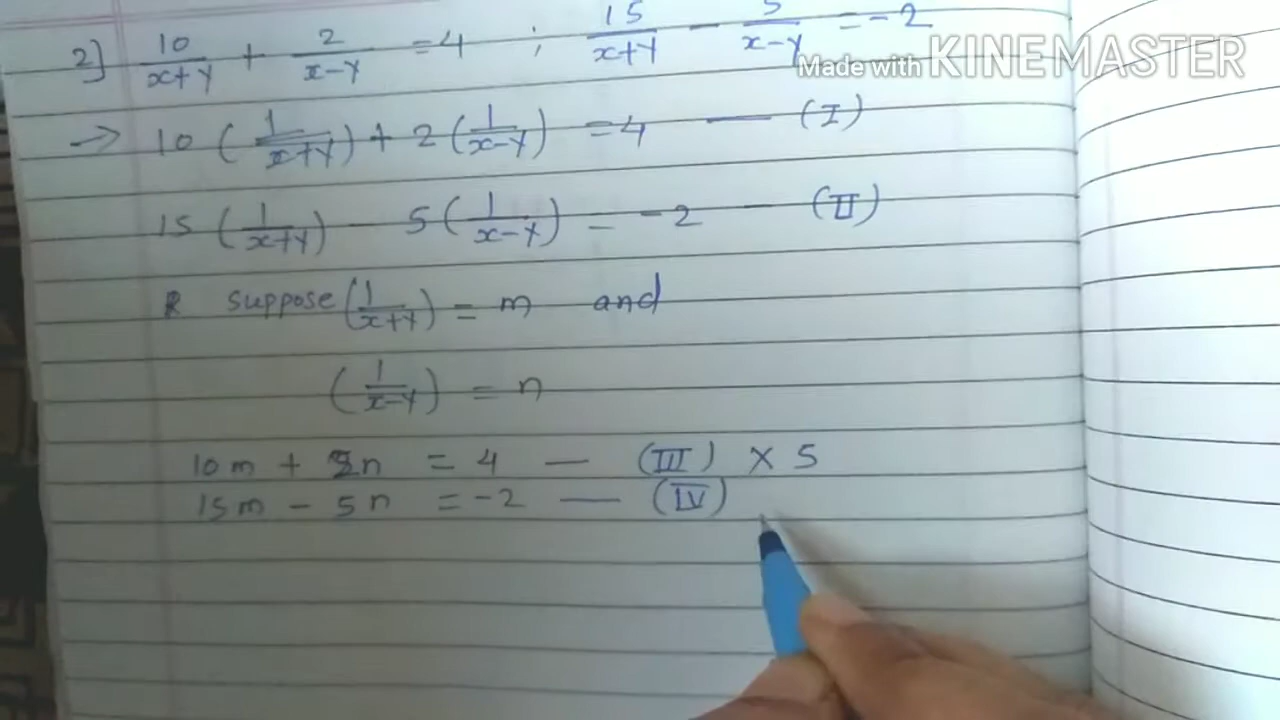 2] 10/(x+y) + 2/(x-y) = 4 ; 15/(x+y) - 5/(x-y) = -2
Made with KINEMASTER
→ 10 (1/(x+y)) + 2 (1/(x-y)) = 4 — (I)
15 (1/(x+y)) - 5 (1/(x-y)) = -2 — (II)
suppose (1/(x+y)) = m and
(1/(x-y)) = n
10m + 2n = 4 — (III) × 5
15m - 5n = -2 — (IV)